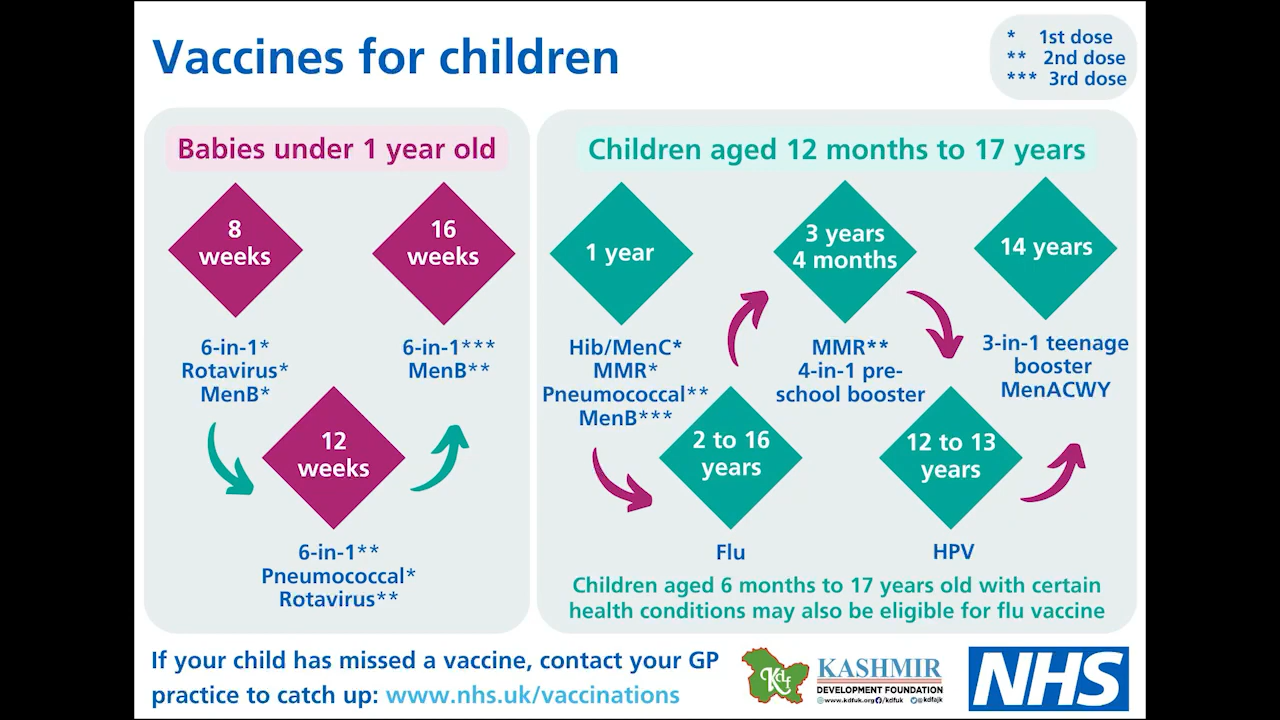 Vaccines for children
* 1st dose
** 2nd dose
*** 3rd dose
Babies under 1 year old
8
weeks
6-in-1*
Rotavirus*
MenB*
12
weeks
6-in-1**
Pneumococcal*
Rotavirus**
16
weeks
6-in-1***
MenB**
Children aged 12 months to 17 years
1 year
Hib/MenC*
MMR*
Pneumococcal**
MenB***
2 to 16
years
Flu
3 years
4 months
MMR**
4-in-1 pre-
school booster
12 to 13
years
HPV
14 years
3-in-1 teenage
booster
MenACWY
Children aged 6 months to 17 years old with certain
health conditions may also be eligible for flu vaccine
If your child has missed a vaccine, contact your GP
practice to catch up: www.nhs.uk/vaccinations
Kdf
KASHMIR
DEVELOPMENT FOUNDATION
www.kdfuk.org /kdfuk @kdfajk
NHS